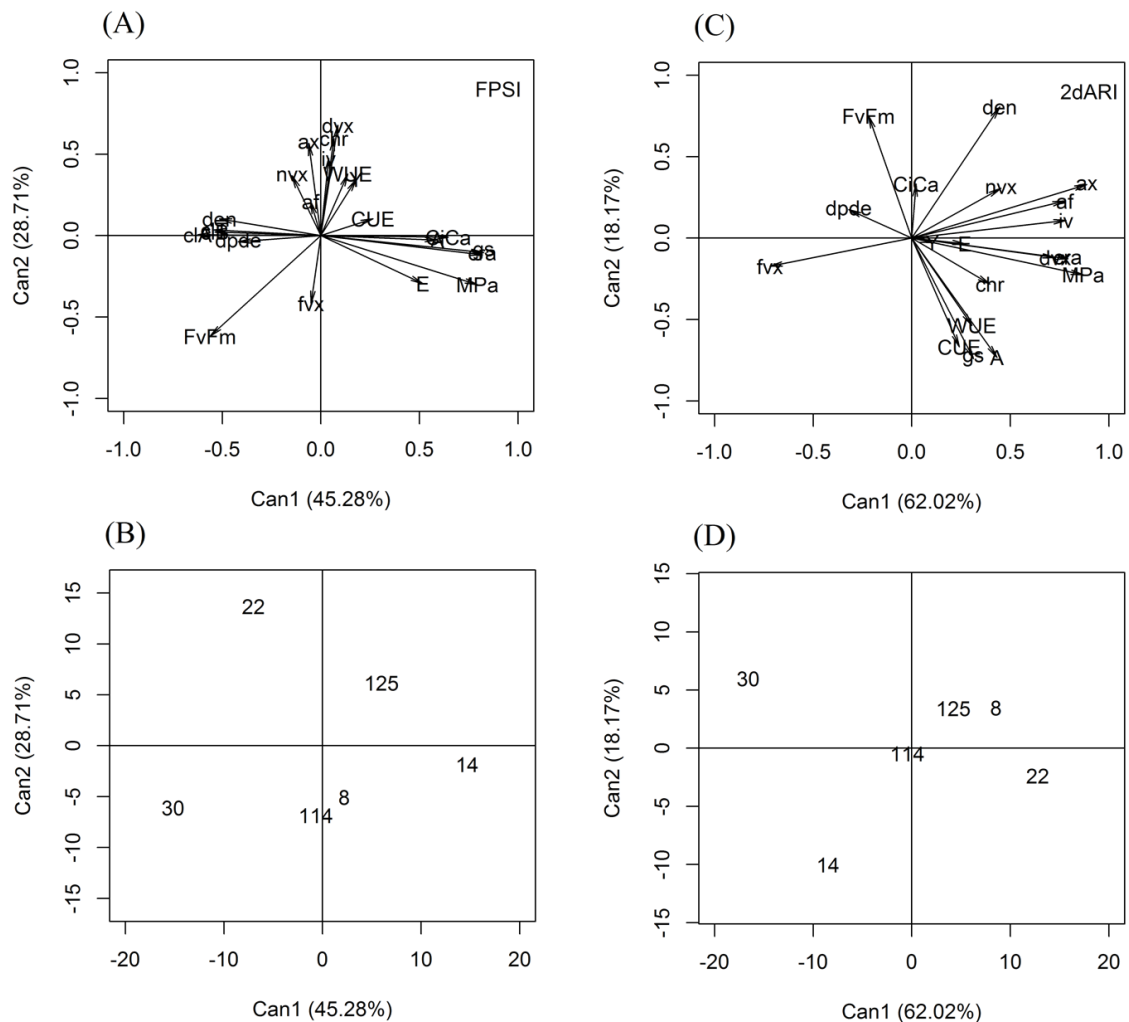 (A)
FPSI
Can2 (28.71%)
1.0
0.5
0.0
-0.5
-1.0
dvx
chr
ax
iv
nvx
WUE
af
CUE
den
clA
dpde
CiCa
gs
E
MPa
fvx
FvFm
-1.0 -0.5 0.0 0.5 1.0
Can1 (45.28%)
(C)
2dARI
Can2 (18.17%)
1.0
0.5
0.0
-0.5
-1.0
FvFm
den
CiCa
nvx
ax
af
dpde
iv
Y
E
fvx
chr
MPa
WUE
CUE
gs
A
-1.0 -0.5 0.0 0.5 1.0
Can1 (62.02%)
(B)
Can2 (28.71%)
15
10
5
0
-5
-10
-15
22
125
14
8
30
114
-20 -10 0 10 20
Can1 (45.28%)
(D)
Can2 (18.17%)
15
10
5
0
-5
-10
-15
30
125
8
114
22
14
-20 -10 0 10 20
Can1 (62.02%)